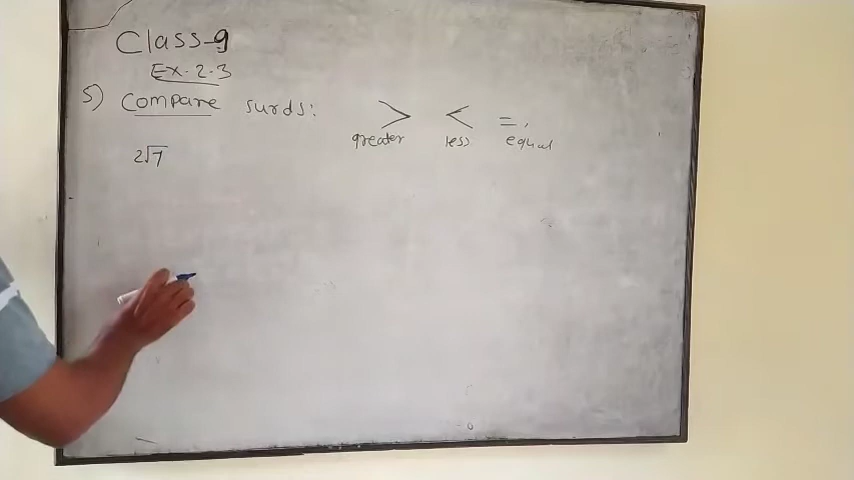 Class-9
Ex-2.3
5) Compare surds: > < =,
greater less equal
2√7